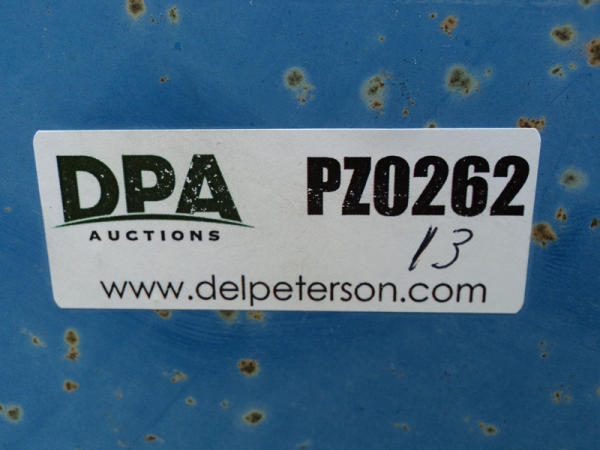 DPA
AUCTIONS
PZ0262
13
www.delpeterson.com